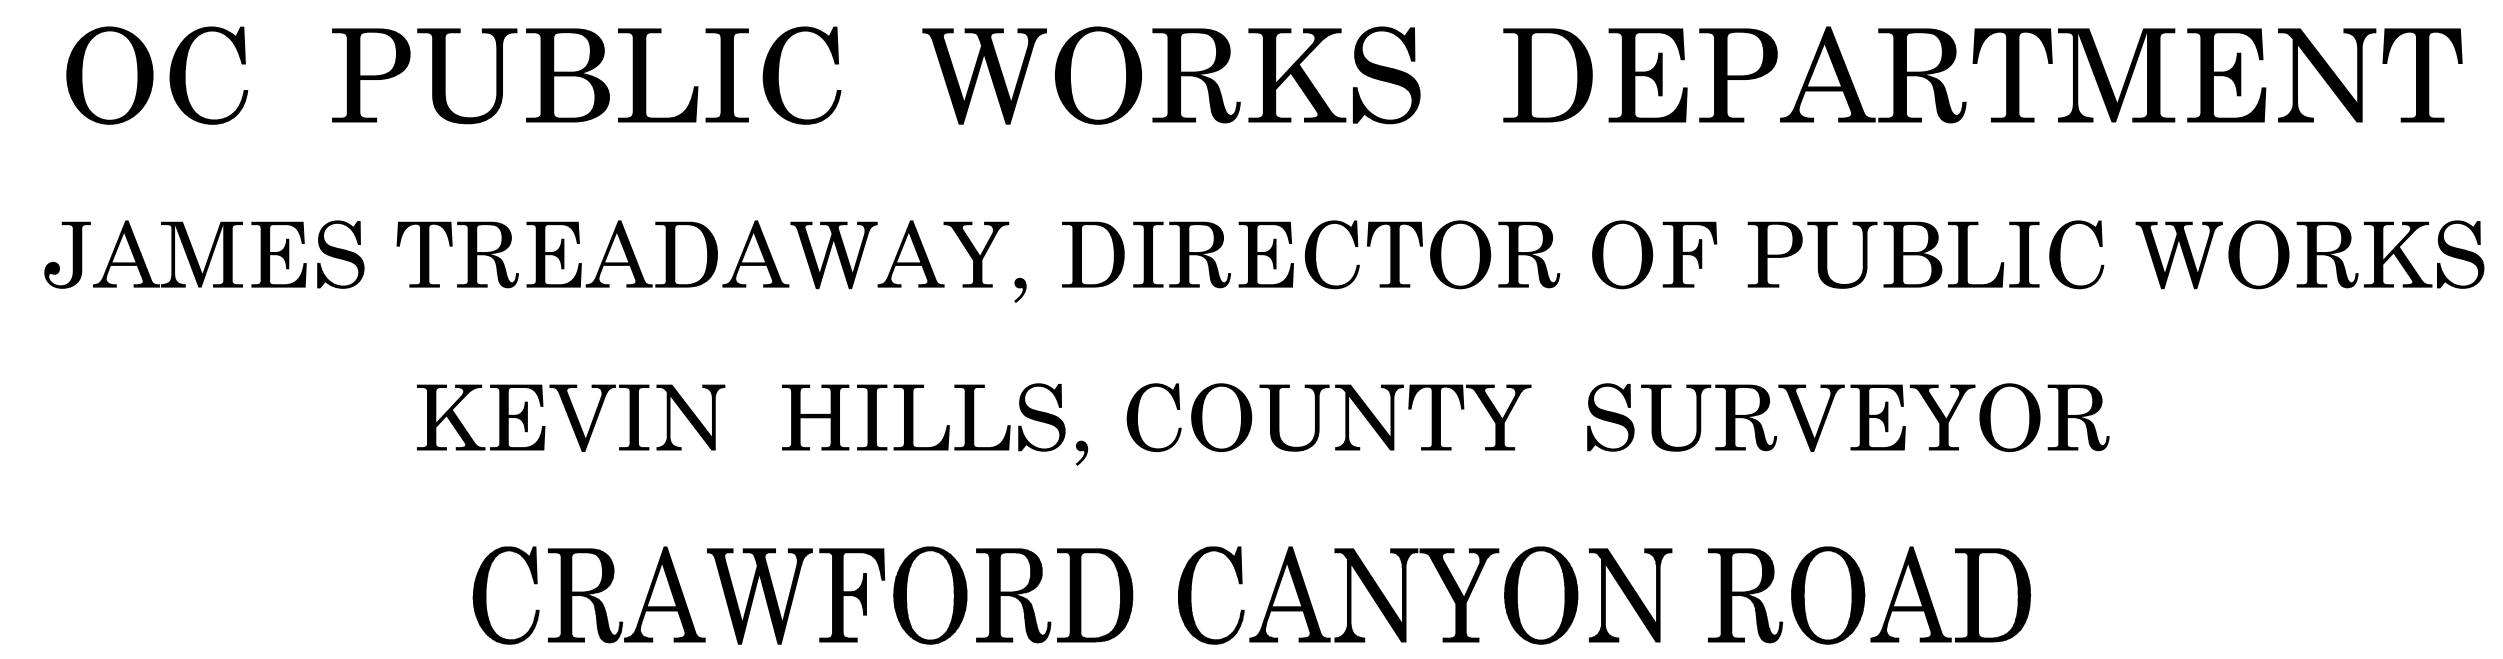 OC PUBLIC WORKS DEPARTMENT
JAMES TREADAWAY, DIRECTOR OF PUBLIC WORKS
KEVIN HILLS, COUNTY SURVEYOR
CRAWFORD CANYON ROAD